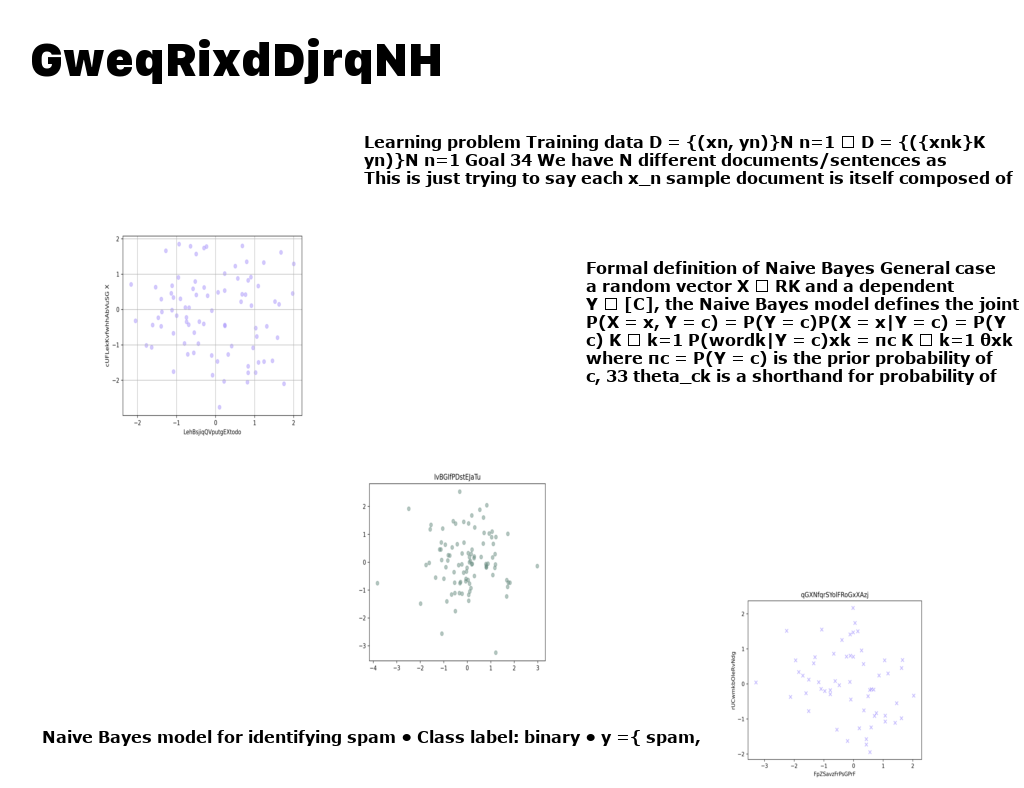 GweqRixdDjrqNH
Learning problem Training data D = {(xn, yn)}N n=1 □ D = {({xnk}K
yn)}N n=1 Goal 34 We have N different documents/sentences as
This is just trying to say each x_n sample document is itself composed of
Formal definition of Naive Bayes General case
a random vector X □ RK and a dependent
Y □ [C], the Naive Bayes model defines the joint
P(X = x, Y = c) = P(Y = c)P(X = x|Y = c) = P(Y
c) K □ k=1 P(wordk|Y = c)xk = πc K □ k=1 θxk
where πc = P(Y = c) is the prior probability of
c, 33 theta_ck is a shorthand for probability of
2
1
0
−1
−2
−2 −1 0 1 2
LehBsjiqQVputgEXtodo
IvBGIfPDstEJaTu
2
1
0
−1
−2
−3
−4 −3 −2 −1 0 1 2 3
qGXNfqrSYolFRoGxXAzj
2
1
0
−1
−2
−3 −2 −1 0 1 2
FpZSavzFrPsGPrF
Naive Bayes model for identifying spam • Class label: binary • y ={ spam,